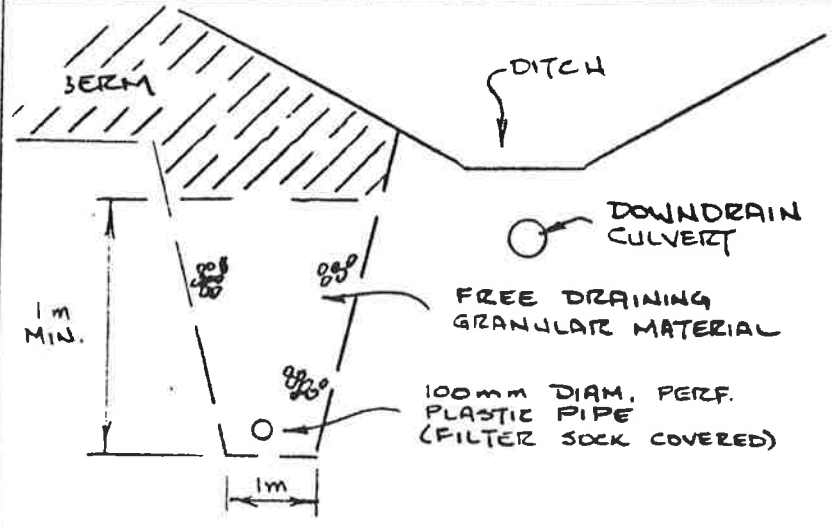 BERM
DITCH
DOWNDRAIN
CULVERT
FREE DRAINING
GRANULAR MATERIAL
1m
MIN.
100mm DIAM. PERF.
PLASTIC PIPE
(FILTER SOCK COVERED)
1m